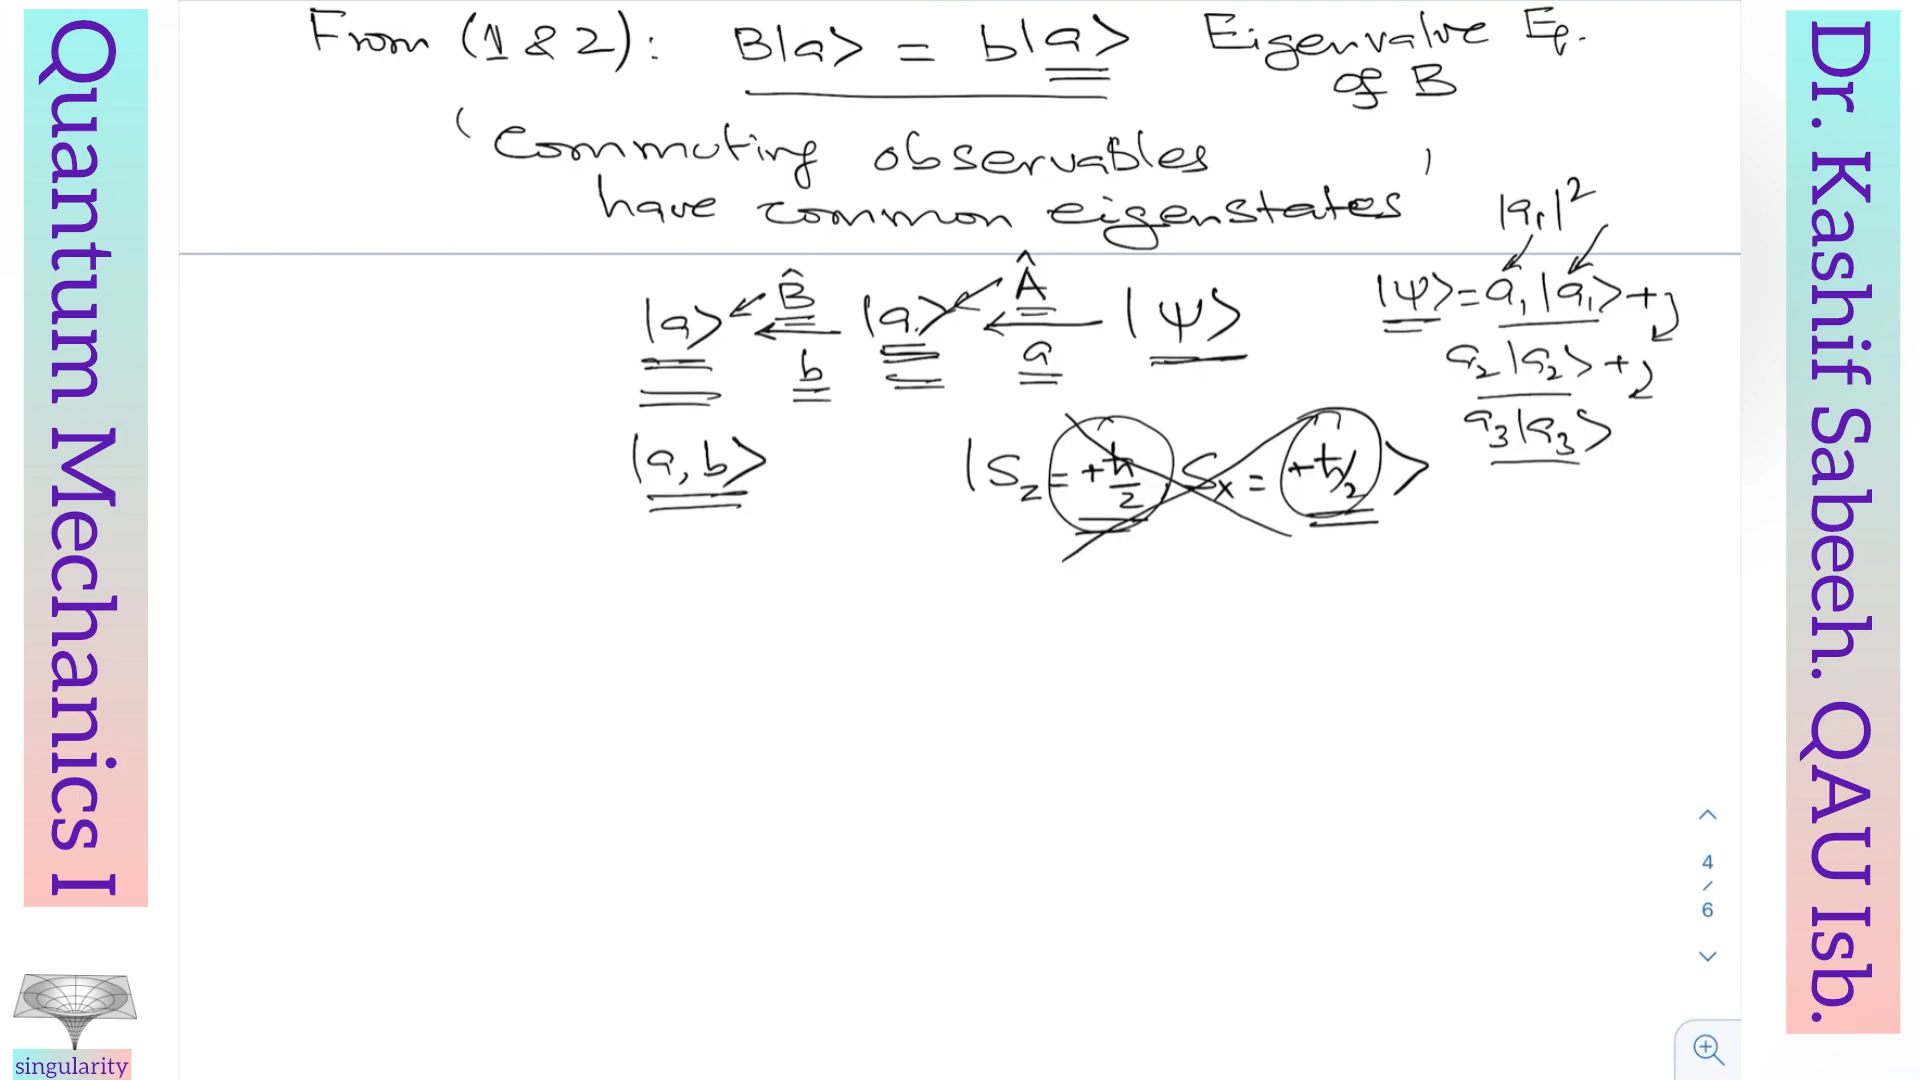 Quantum Mechanics I
singularity
From (1 & 2): B|a> = b|a> Eigenvalue Eq.
of B
' Commuting observables
have common eigenstates '
|a₁|²
|a> ← B̂ b |a> ← Â a |ψ>
|ψ> = a₁|a₁> +
a₂|a₂> +
a₃|a₃>
|a, b>
|S_z = +ħ/2, S_x = +ħ/2>
4
/
6
Dr. Kashif Sabeeh. QAU Isb.